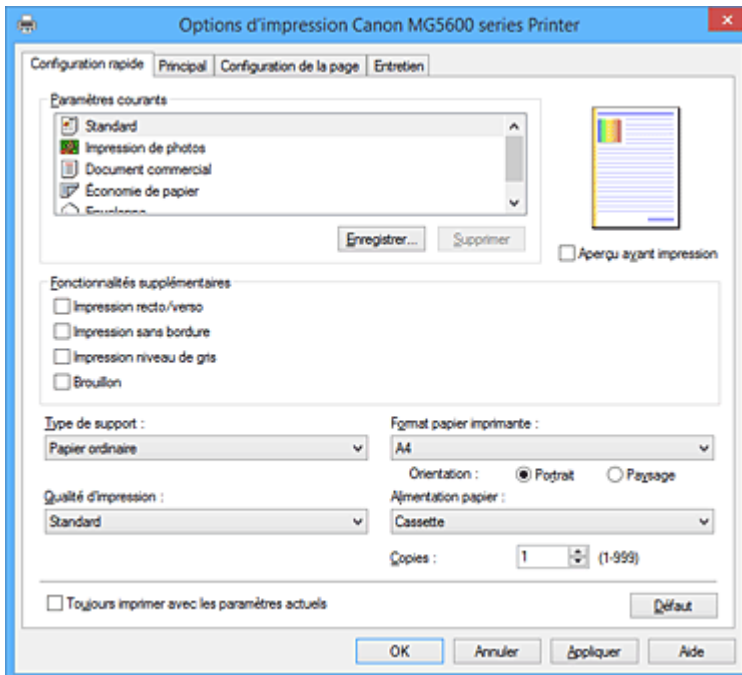 Options d'impression Canon MG5600 series Printer
Configuration rapide Principal Configuration de la page Entretien
Paramètres courants
Standard
Impression de photos
Document commercial
Économie de papier
Enregistrer... Supprimer
Aperçu avant impression
Fonctionnalités supplémentaires
Impression recto/verso
Impression sans bordure
Impression niveau de gris
Brouillon
Type de support : Format papier imprimante :
Papier ordinaire A4
Orientation : Portrait Paysage
Qualité d'impression : Alimentation papier :
Standard Cassette
Copies : 1 (1-999)
Toujours imprimer avec les paramètres actuels Défaut
OK Annuler Appliquer Aide